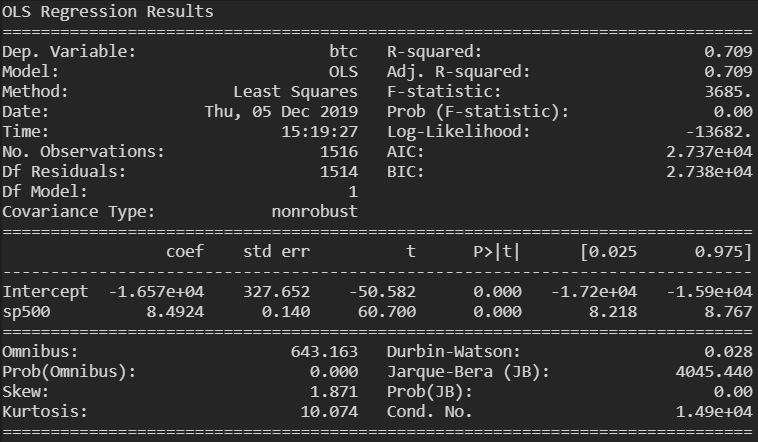 OLS Regression Results
==============================================================================
Dep. Variable:                    btc   R-squared:                       0.709
Model:                            OLS   Adj. R-squared:                  0.709
Method:                 Least Squares   F-statistic:                     3685.
Date:                Thu, 05 Dec 2019   Prob (F-statistic):               0.00
Time:                        15:19:27   Log-Likelihood:                -13682.
No. Observations:                1516   AIC:                         2.737e+04
Df Residuals:                    1514   BIC:                         2.738e+04
Df Model:                           1
Covariance Type:            nonrobust
==============================================================================
                 coef    std err          t      P>|t|      [0.025      0.975]
------------------------------------------------------------------------------
Intercept  -1.657e+04    327.652    -50.582      0.000   -1.72e+04   -1.59e+04
sp500          8.4924      0.140     60.700      0.000       8.218       8.767
==============================================================================
Omnibus:                      643.163   Durbin-Watson:                   0.028
Prob(Omnibus):                  0.000   Jarque-Bera (JB):             4045.440
Skew:                           1.871   Prob(JB):                         0.00
Kurtosis:                      10.074   Cond. No.                     1.49e+04
==============================================================================